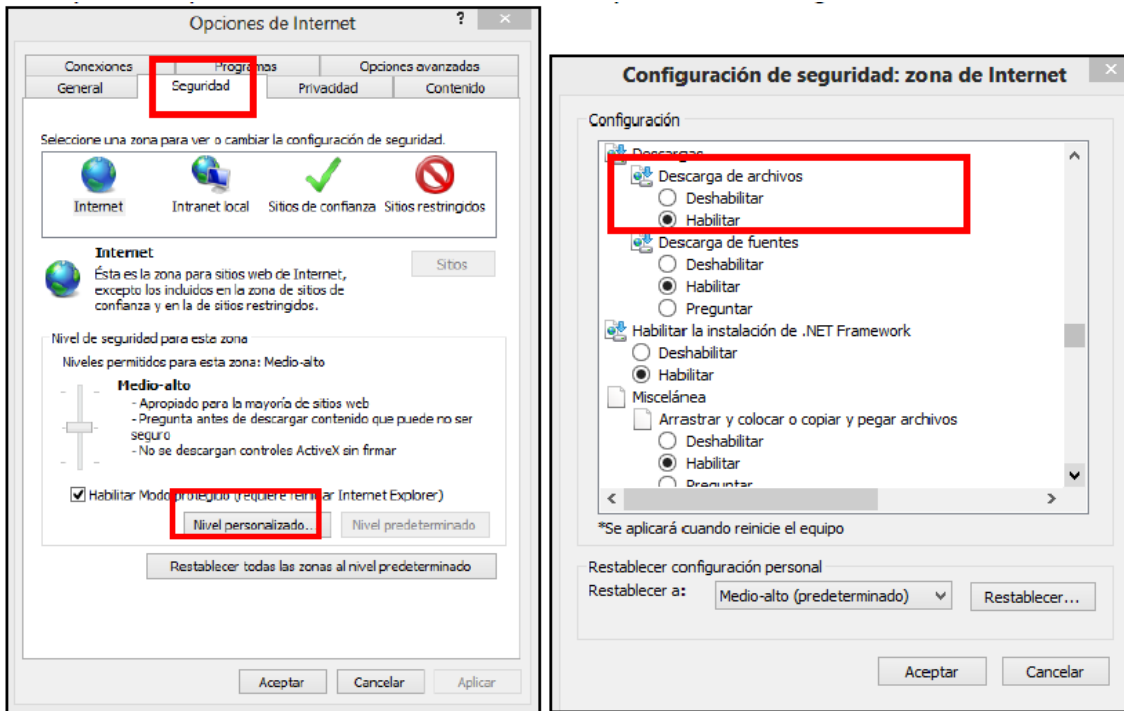 Opciones de Internet
?
Conexiones Programas Opciones avanzadas
General Seguridad Privacidad Contenido
Seleccione una zona para ver o cambiar la configuración de seguridad.
Internet Intranet local Sitios de confianza Sitios restringidos
Internet
Ésta es la zona para sitios web de Internet,
excepto los incluidos en la zona de sitios de
confianza y en la de sitios restringidos.
Sitios
Nivel de seguridad para esta zona
Niveles permitidos para esta zona: Medio-alto
Medio-alto
- Apropiado para la mayoría de sitios web
- Pregunta antes de descargar contenido que puede no ser
seguro
- No se descargan controles ActiveX sin firmar
Habilitar Modo protegido (requiere reiniciar Internet Explorer)
Nivel personalizado... Nivel predeterminado
Restablecer todas las zonas al nivel predeterminado
Aceptar Cancelar Aplicar
Configuración de seguridad: zona de Internet
Configuración
Descargas
Descarga de archivos
Deshabilitar
Habilitar
Descarga de fuentes
Deshabilitar
Habilitar
Preguntar
Habilitar la instalación de .NET Framework
Deshabilitar
Habilitar
Miscelánea
Arrastrar y colocar o copiar y pegar archivos
Deshabilitar
Habilitar
Preguntar
*Se aplicará cuando reinicie el equipo
Restablecer configuración personal
Restablecer a: Medio-alto (predeterminado) Restablecer...
Aceptar Cancelar